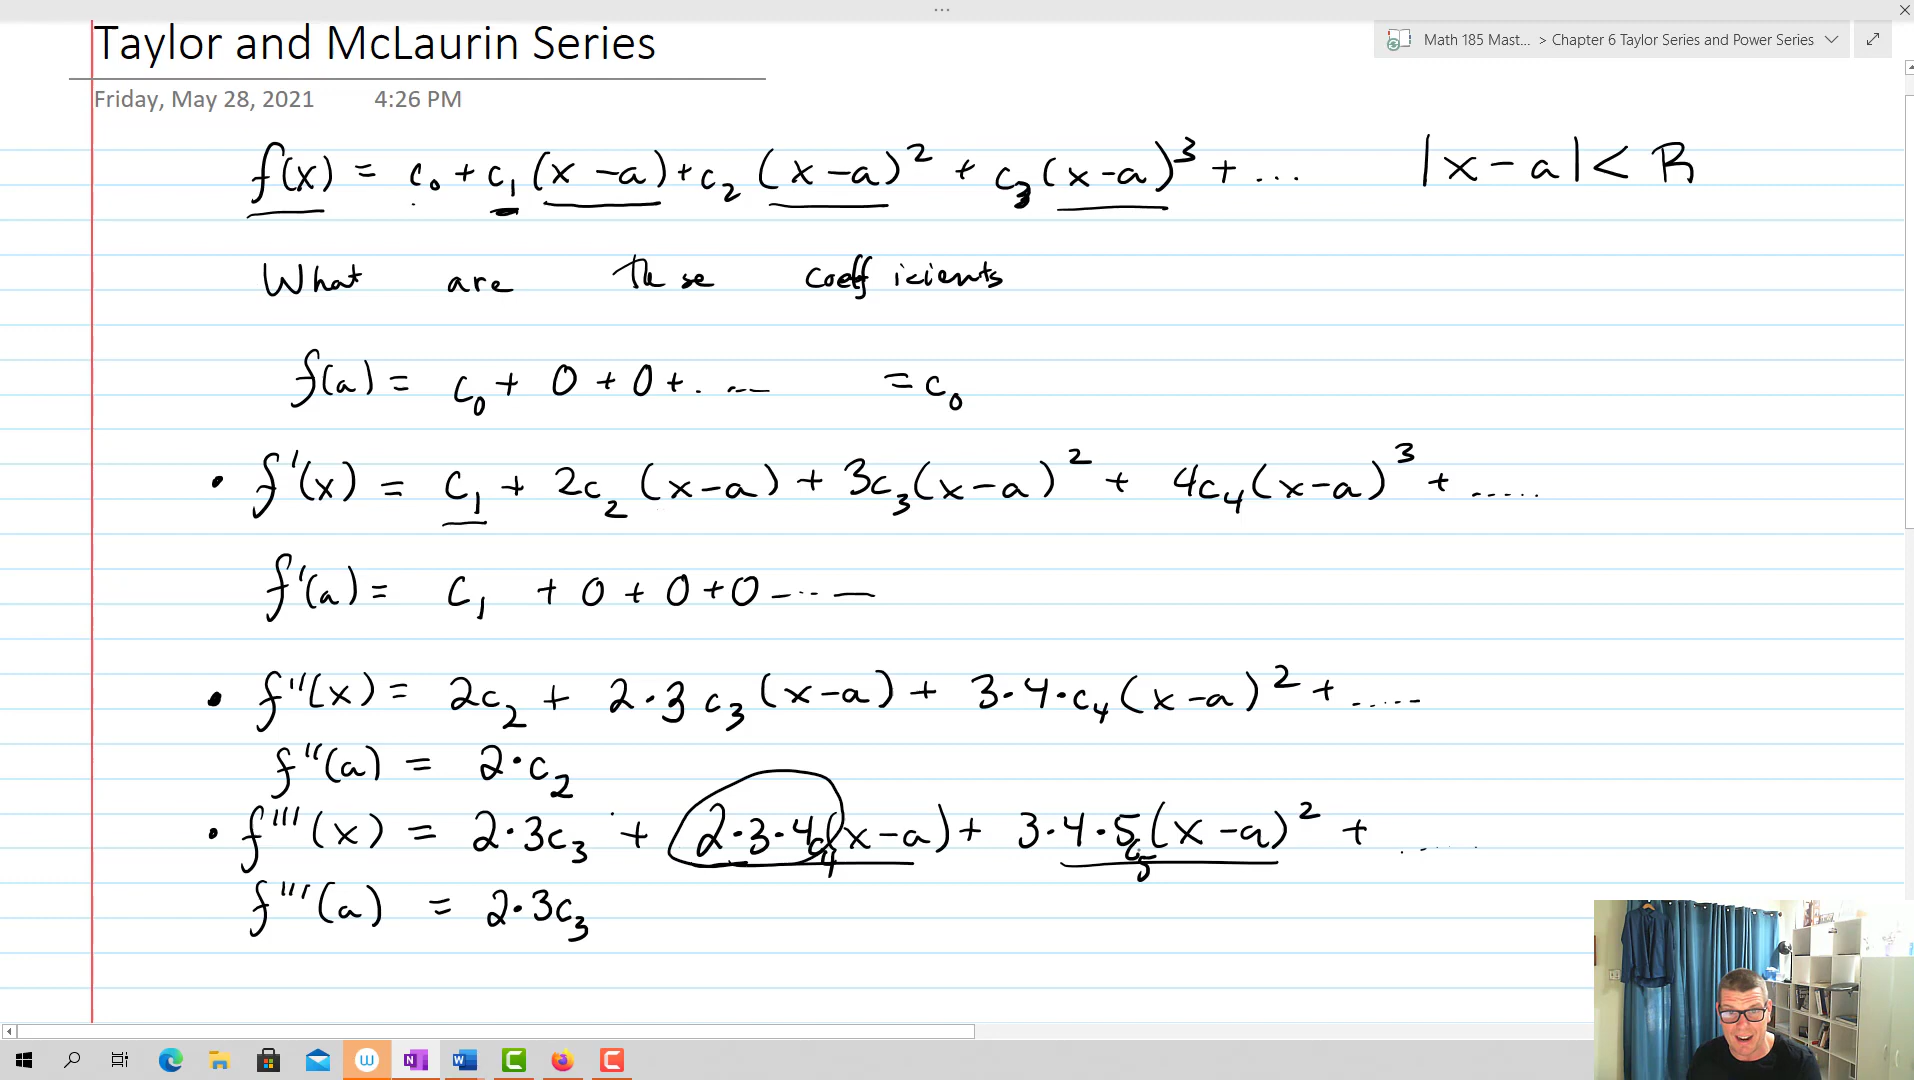 Taylor and McLaurin Series
Math 185 Mast... > Chapter 6 Taylor Series and Power Series
Friday, May 28, 2021 4:26 PM
f(x) = c₀ + c₁ (x - a) + c₂ (x - a)² + c₃ (x - a)³ + ... |x - a| < R
What are these coefficients
f(a) = c₀ + 0 + 0 + ..... = c₀
• f'(x) = c₁ + 2c₂ (x - a) + 3c₃ (x - a)² + 4c₄ (x - a)³ + .....
f'(a) = c₁ + 0 + 0 + 0 ....
• f''(x) = 2c₂ + 2·3 c₃ (x - a) + 3·4·c₄ (x - a)² + .....
f''(a) = 2·c₂
• f'''(x) = 2·3c₃ + 2·3·4c₄ (x - a) + 3·4·5c₅ (x - a)² + .....
f'''(a) = 2·3c₃